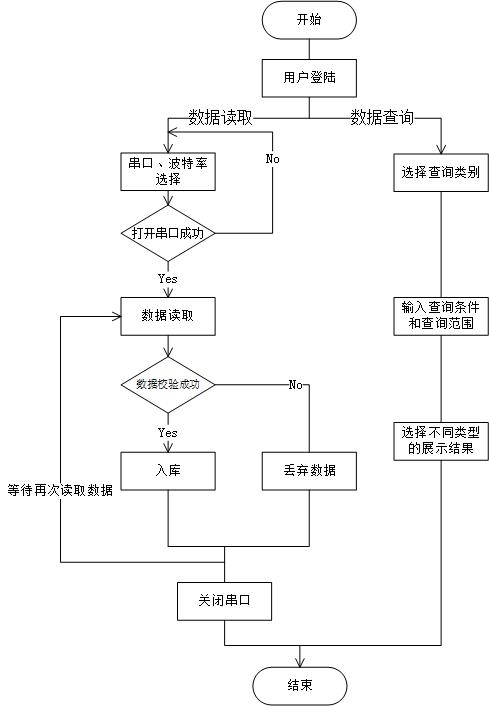 开始
用户登陆
数据读取
数据查询
No
串口、波特率
选择
选择查询类别
打开串口成功
Yes
数据读取
输入查询条件
和查询范围
数据校验成功
No
Yes
选择不同类型
的展示结果
入库
丢弃数据
等待再次读取数据
关闭串口
结束